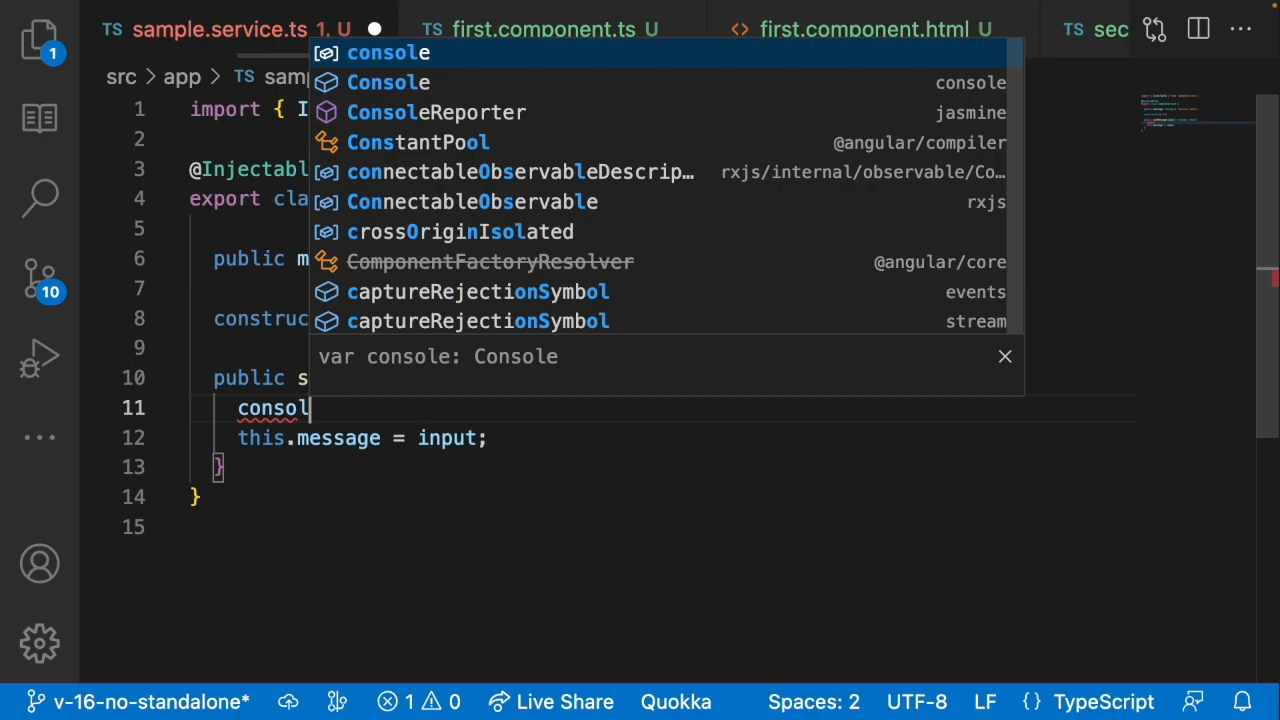 1 TS sample.service.ts 1, U TS first.component.ts U <> first.component.html U TS sec
src > app > TS sam
1 import { I
2
3 @Injectabl
4 export cla
5
6 public m
7
8 construc
9
10 public s
11 consol
12 this.message = input;
13 }
14 }
15
console
Console console
ConsoleReporter jasmine
ConstantPool @angular/compiler
connectableObservableDescrip… rxjs/internal/observable/Co…
ConnectableObservable rxjs
crossOriginIsolated
ComponentFactoryResolver @angular/core
captureRejectionSymbol events
captureRejectionSymbol stream
var console: Console
10
v-16-no-standalone* 1 0 Live Share Quokka Spaces: 2 UTF-8 LF {} TypeScript